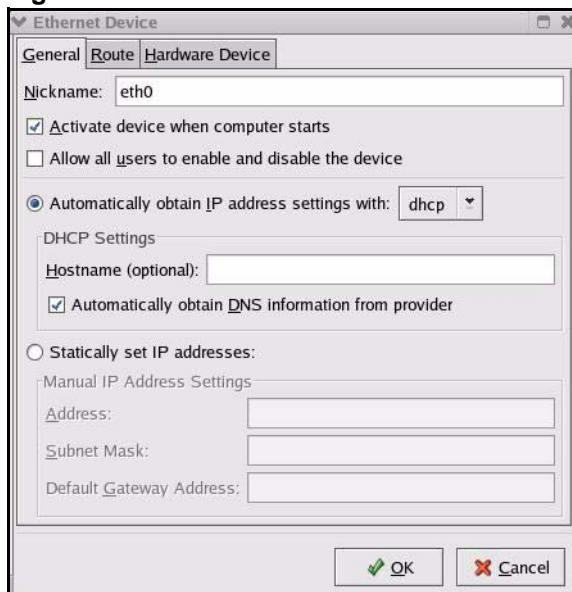 Ethernet Device
General Route Hardware Device
Nickname: eth0
Activate device when computer starts
Allow all users to enable and disable the device
Automatically obtain IP address settings with: dhcp
DHCP Settings
Hostname (optional):
Automatically obtain DNS information from provider
Statically set IP addresses:
Manual IP Address Settings
Address:
Subnet Mask:
Default Gateway Address:
OK Cancel